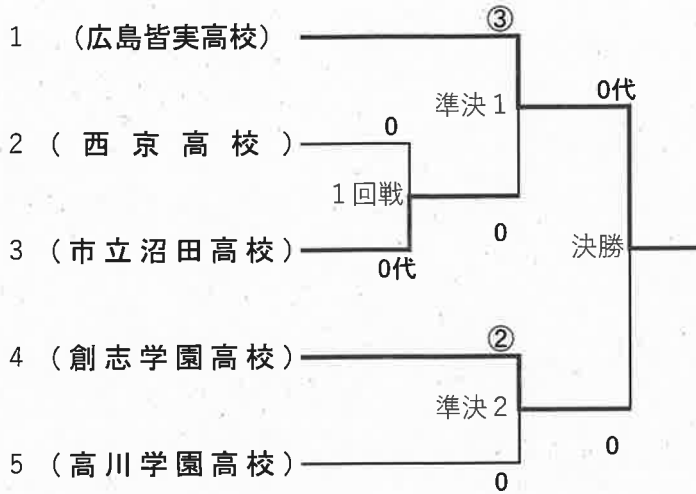 1 (広島皆実高校) ③
準決1 0代
2 (西京高校) 0
1回戦
3 (市立沼田高校) 0代 0 決勝
4 (創志学園高校) ②
準決2 0
5 (高川学園高校) 0